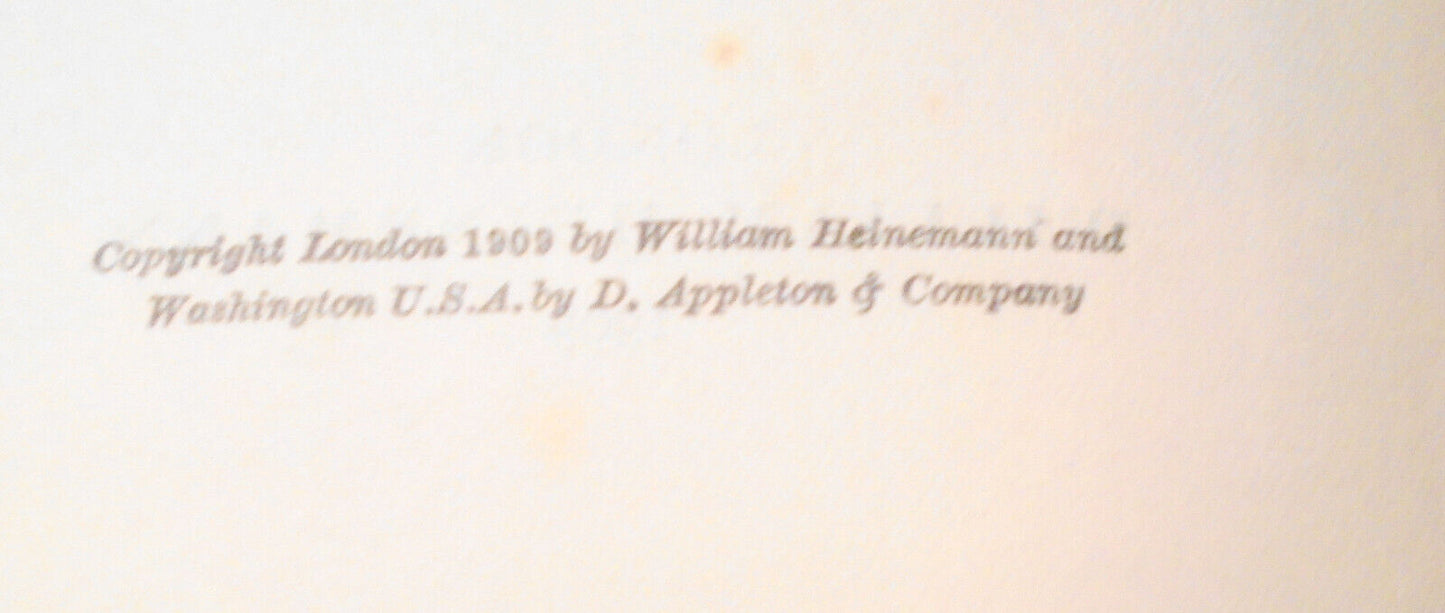 Copyright London 1909 by William Heinemann and
Washington U.S.A. by D. Appleton & Company